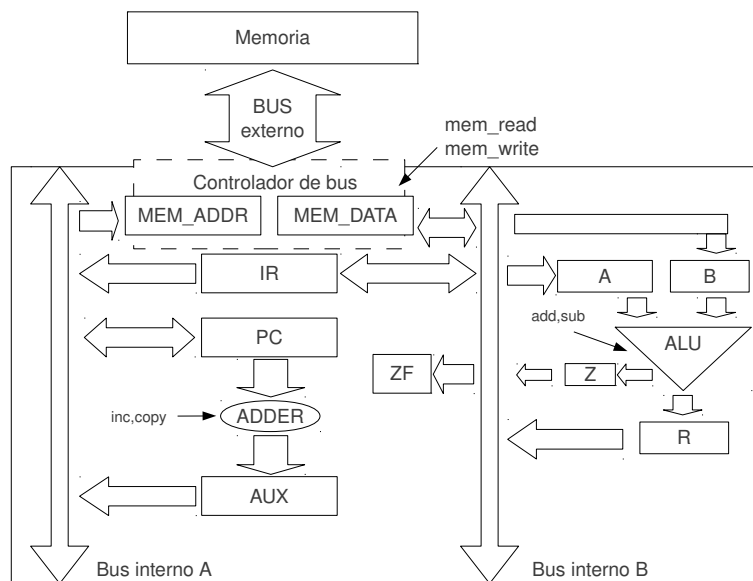 Memoria
BUS
externo
mem_read
mem_write
Controlador de bus
MEM_ADDR
MEM_DATA
IR
A
B
add,sub
PC
ALU
ZF
Z
inc,copy
ADDER
R
AUX
Bus interno A
Bus interno B